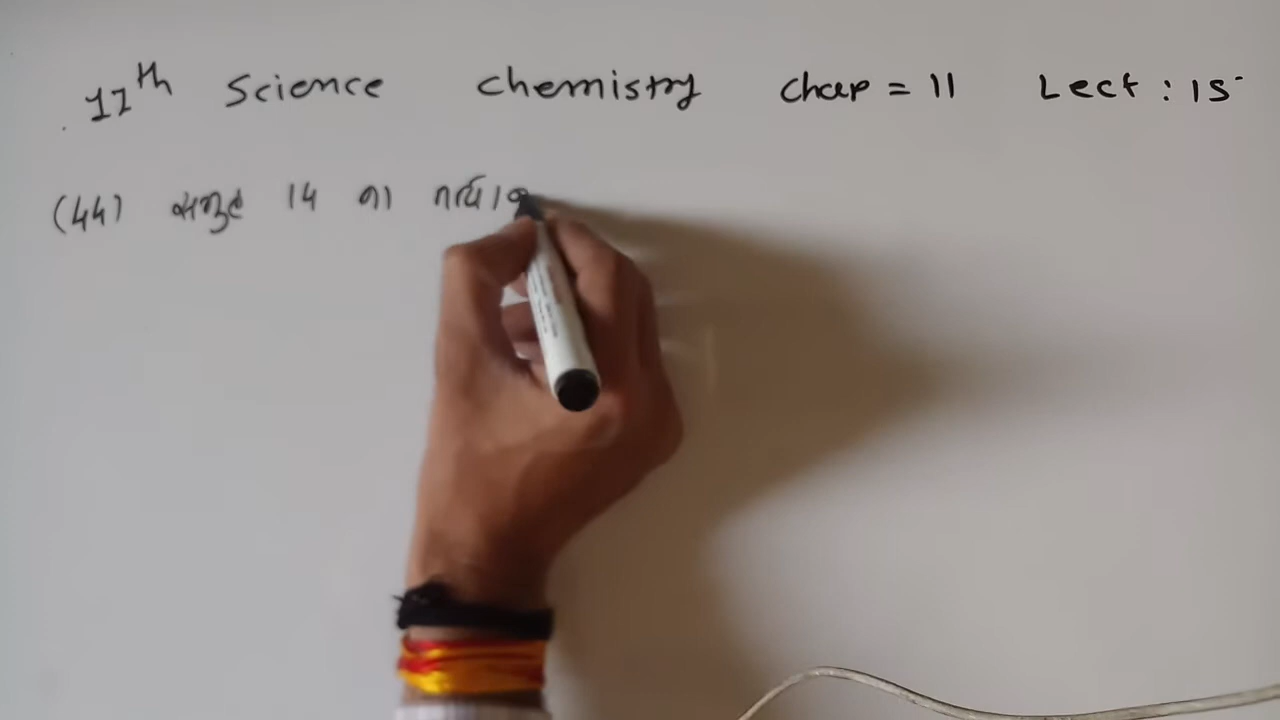 11th Science chemistry Chap = 11 Lect : 15
(44) સમૂહ 14 ના